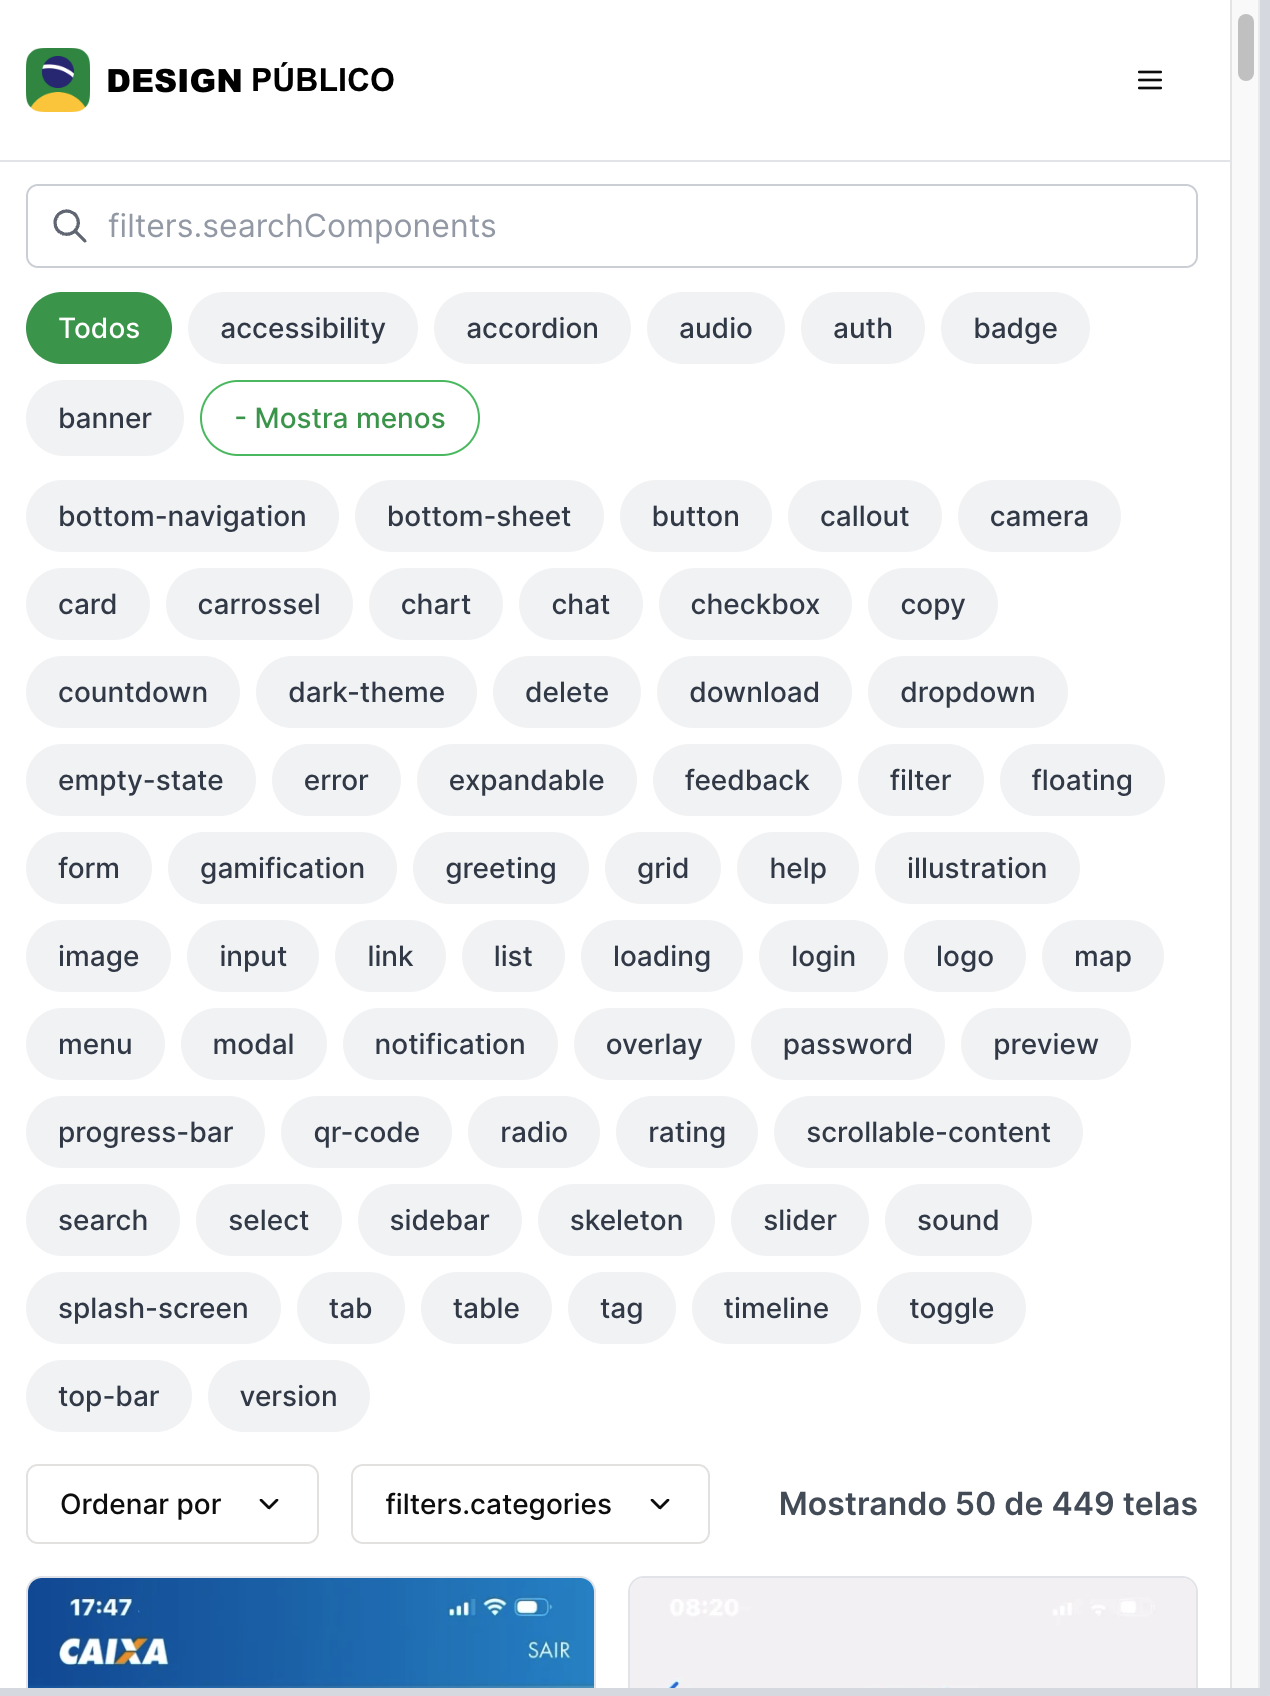 DESIGN PÚBLICO
filters.searchComponents
Todos accessibility accordion audio auth badge
banner - Mostra menos
bottom-navigation bottom-sheet button callout camera
card carrossel chart chat checkbox copy
countdown dark-theme delete download dropdown
empty-state error expandable feedback filter floating
form gamification greeting grid help illustration
image input link list loading login logo map
menu modal notification overlay password preview
progress-bar qr-code radio rating scrollable-content
search select sidebar skeleton slider sound
splash-screen tab table tag timeline toggle
top-bar version
Ordenar por filters.categories Mostrando 50 de 449 telas
17:47 08:20
CAIXA SAIR